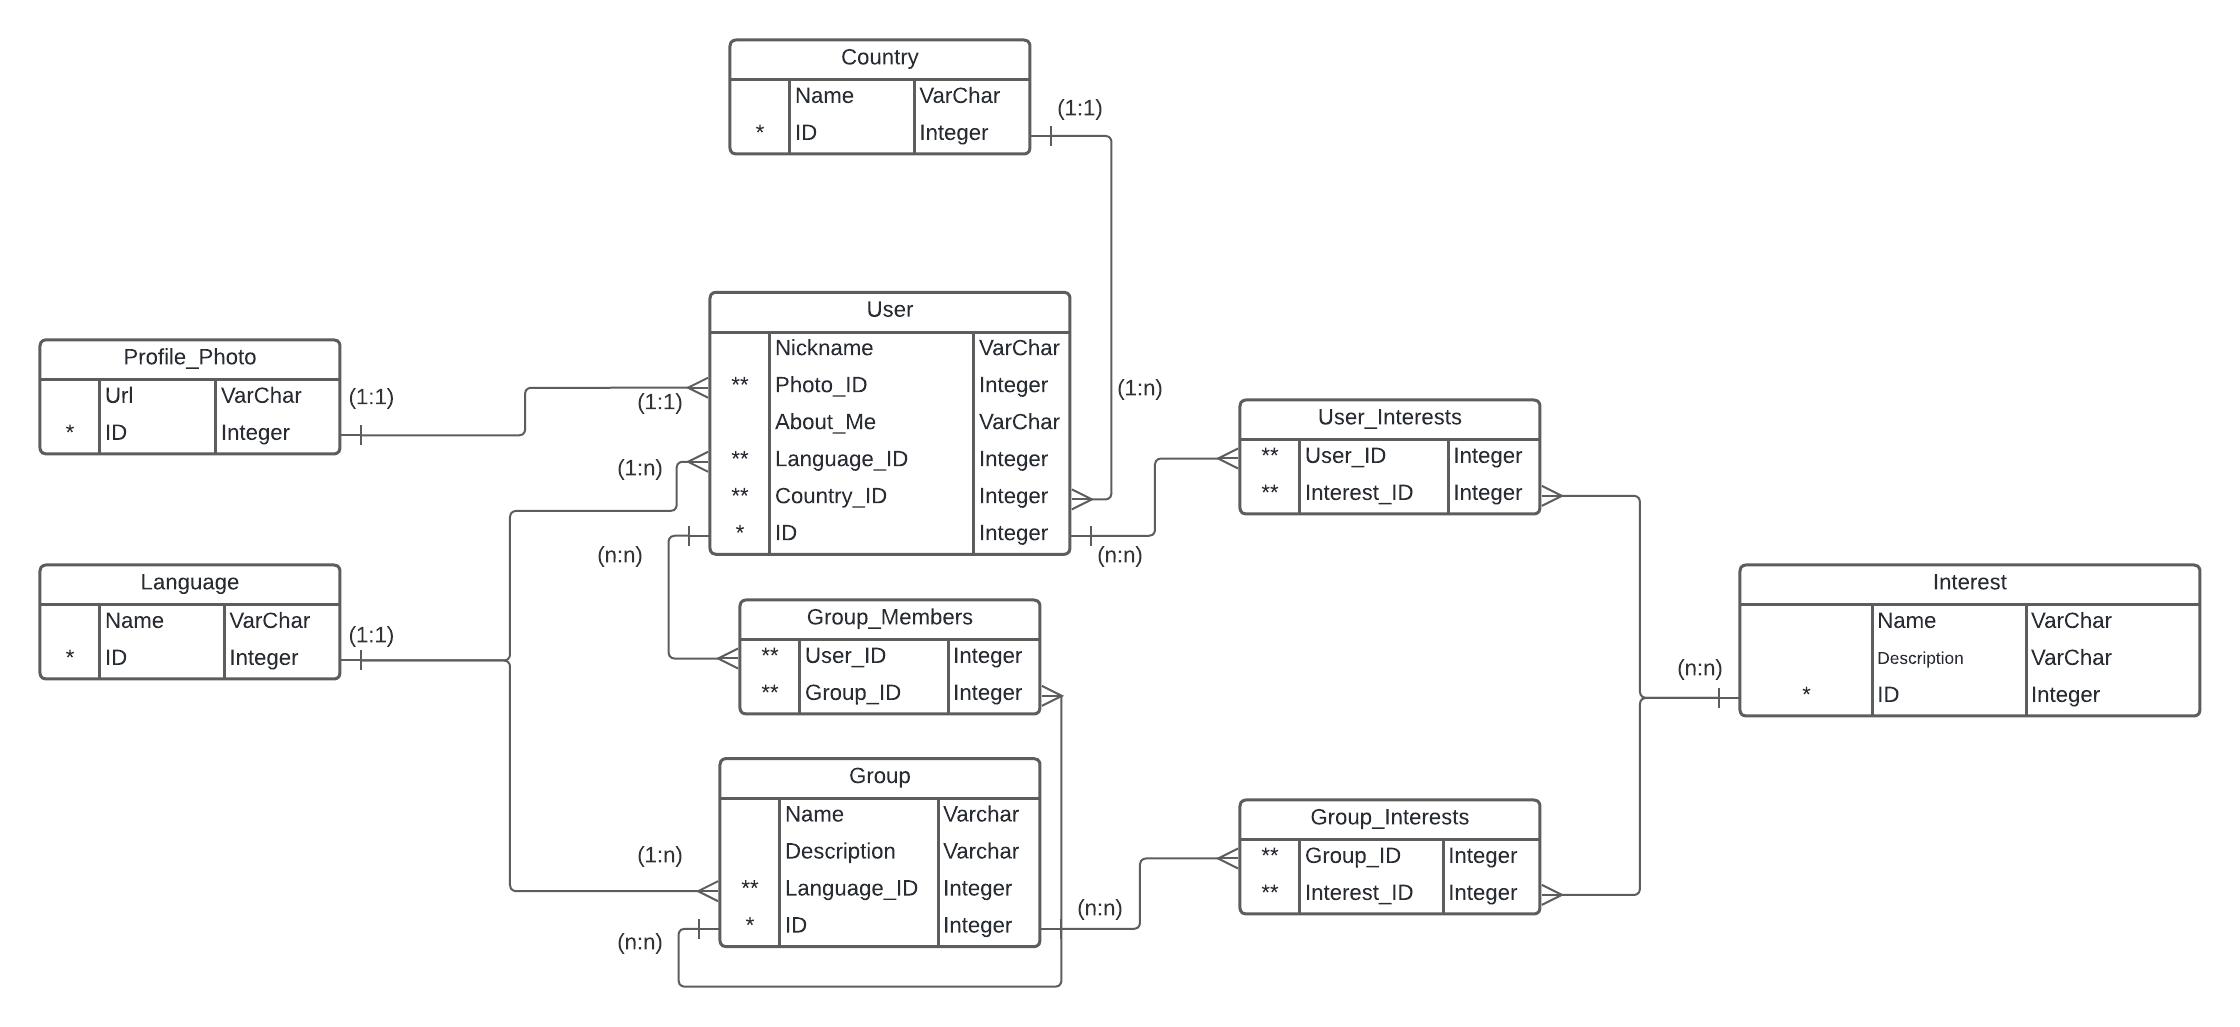 Country
Name VarChar
* ID Integer
(1:1)
User
Nickname VarChar
** Photo_ID Integer
About_Me VarChar
** Language_ID Integer
** Country_ID Integer
* ID Integer
Profile_Photo
Url VarChar
* ID Integer
(1:1)
(1:1)
(1:n)
(1:n)
User_Interests
** User_ID Integer
** Interest_ID Integer
(n:n)
(n:n)
Language
Name VarChar
* ID Integer
(1:1)
Group_Members
** User_ID Integer
** Group_ID Integer
Interest
Name VarChar
Description VarChar
* ID Integer
(n:n)
Group
Name Varchar
Description Varchar
** Language_ID Integer
* ID Integer
(1:n)
(n:n)
(n:n)
Group_Interests
** Group_ID Integer
** Interest_ID Integer